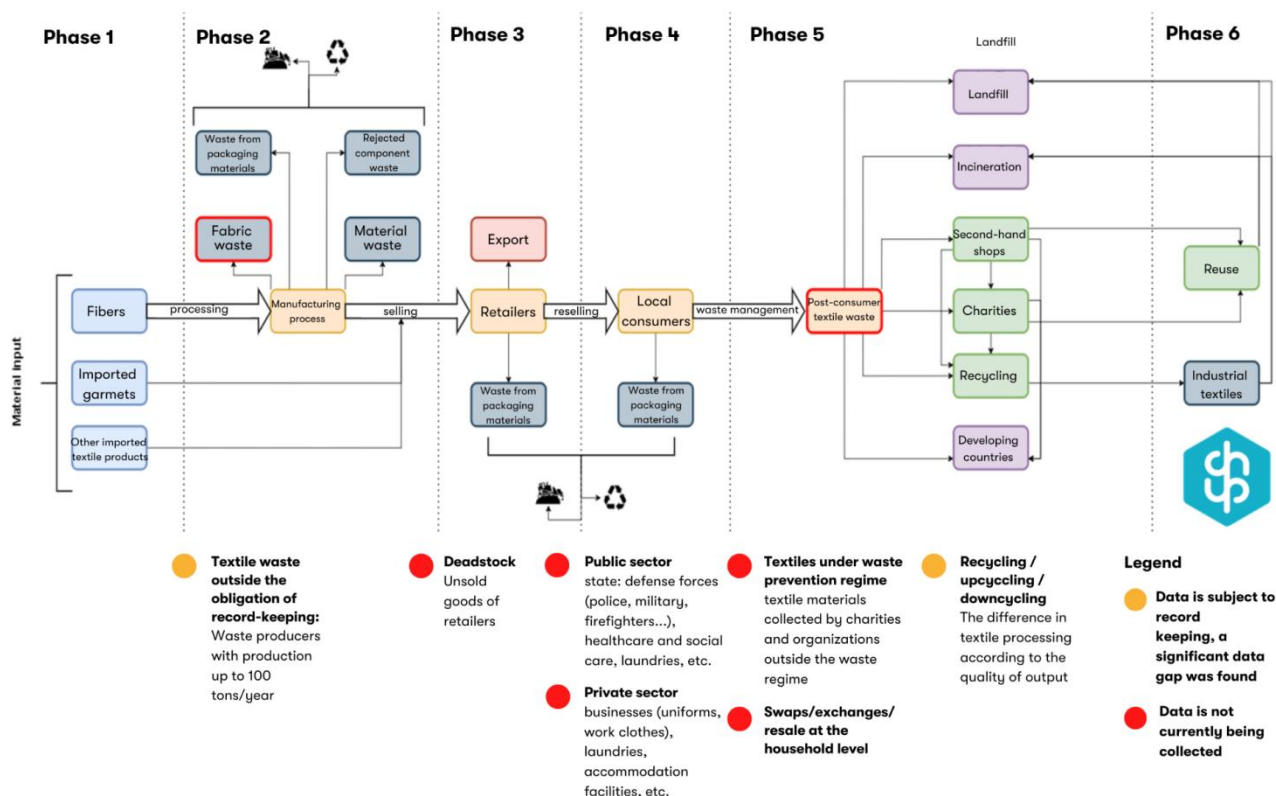 Phase 1
Phase 2
Phase 3
Phase 4
Phase 5
Phase 6
Landfill
Landfill
Waste from
packaging
materials
Rejected
component
waste
Incineration
Fabric
waste
Material
waste
Export
Second-hand
shops
Reuse
Material Input
Fibers
processing
Manufacturing
process
selling
Retailers
reselling
Local
consumers
waste management
Post-consumer
textile waste
Charities
Imported
garmets
Waste from
packaging
materials
Waste from
packaging
materials
Recycling
Industrial
textiles
Other imported
textile products
Developing
countries
Textile waste
outside the
obligation of
record-keeping:
Waste producers
with production
up to 100
tons/year
Deadstock
Unsold
goods of
retailers
Public sector
state: defense forces
(police, military,
firefighters...),
healthcare and social
care, laundries, etc.
Private sector
businesses (uniforms,
work clothes),
laundries,
accommodation
facilities, etc.
Textiles under waste
prevention regime
textile materials
collected by charities
and organizations
outside the waste
regime
Swaps/exchanges/
resale at the
household level
Recycling /
upcyccling /
downcycling
The difference in
textile processing
according to the
quality of output
Legend
Data is subject to
record
keeping, a
significant data
gap was found
Data is not
currently being
collected